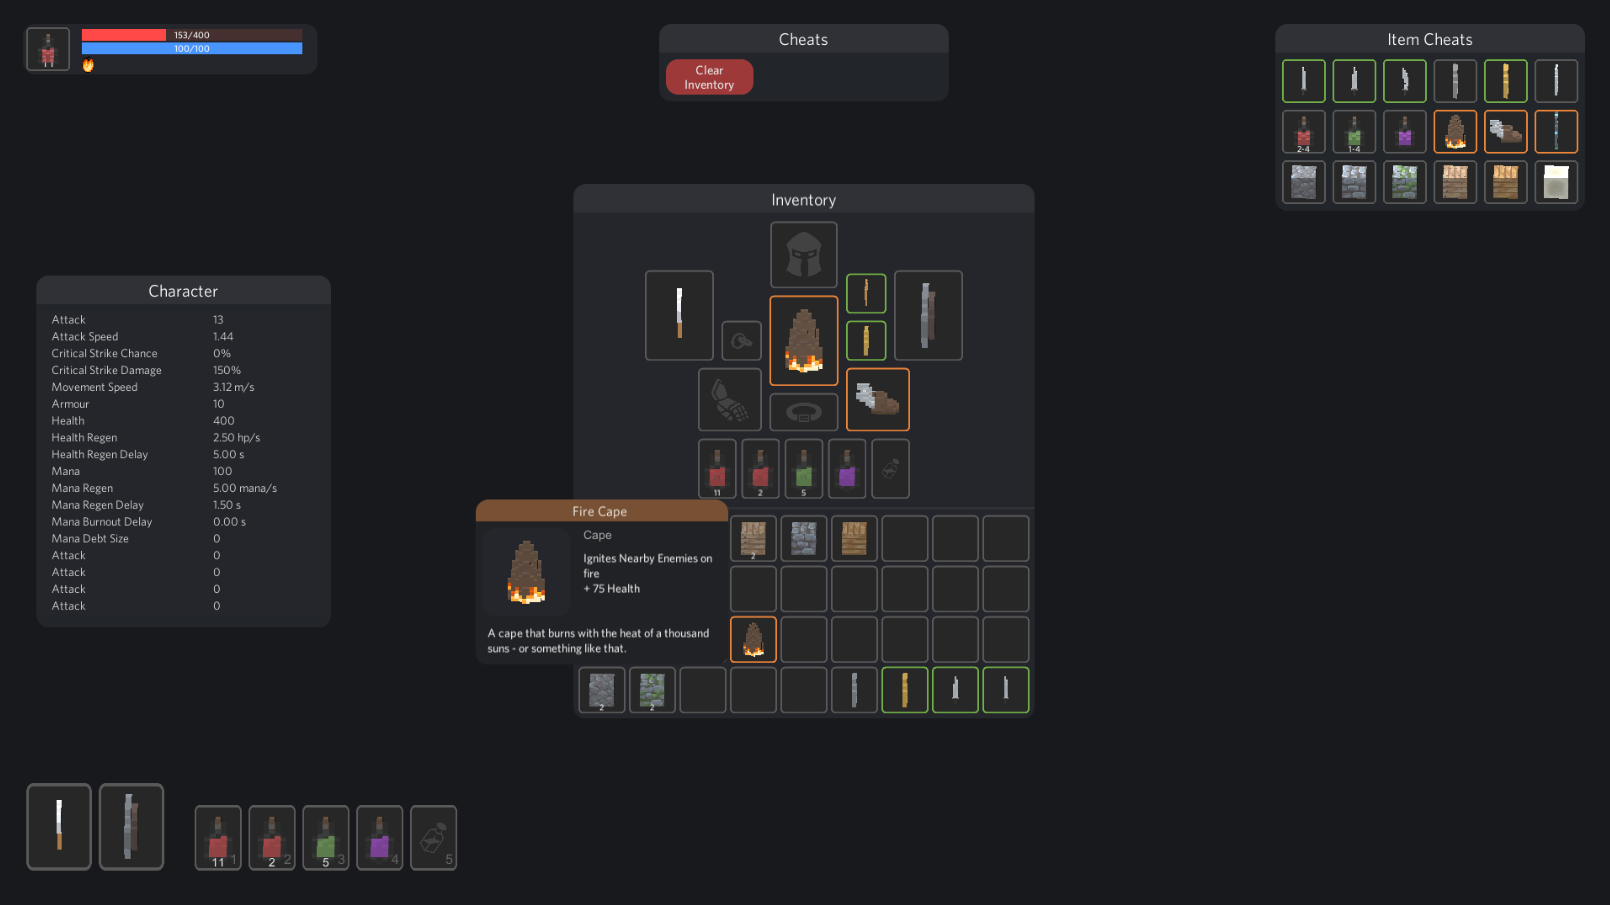 153/400
100/100
Cheats
Clear
Inventory
Item Cheats
2-4
1-4
Inventory
11
2
5
Character
Attack 13
Attack Speed 1.44
Critical Strike Chance 0%
Critical Strike Damage 150%
Movement Speed 3.12 m/s
Armour 10
Health 400
Health Regen 2.50 hp/s
Health Regen Delay 5.00 s
Mana 100
Mana Regen 5.00 mana/s
Mana Regen Delay 1.50 s
Mana Burnout Delay 0.00 s
Mana Debt Size 0
Attack 0
Attack 0
Attack 0
Attack 0
Fire Cape
Cape
Ignites Nearby Enemies on
fire
+ 75 Health
A cape that burns with the heat of a thousand
suns - or something like that.
2
2
2
11 1
2 2
5 3
4
5